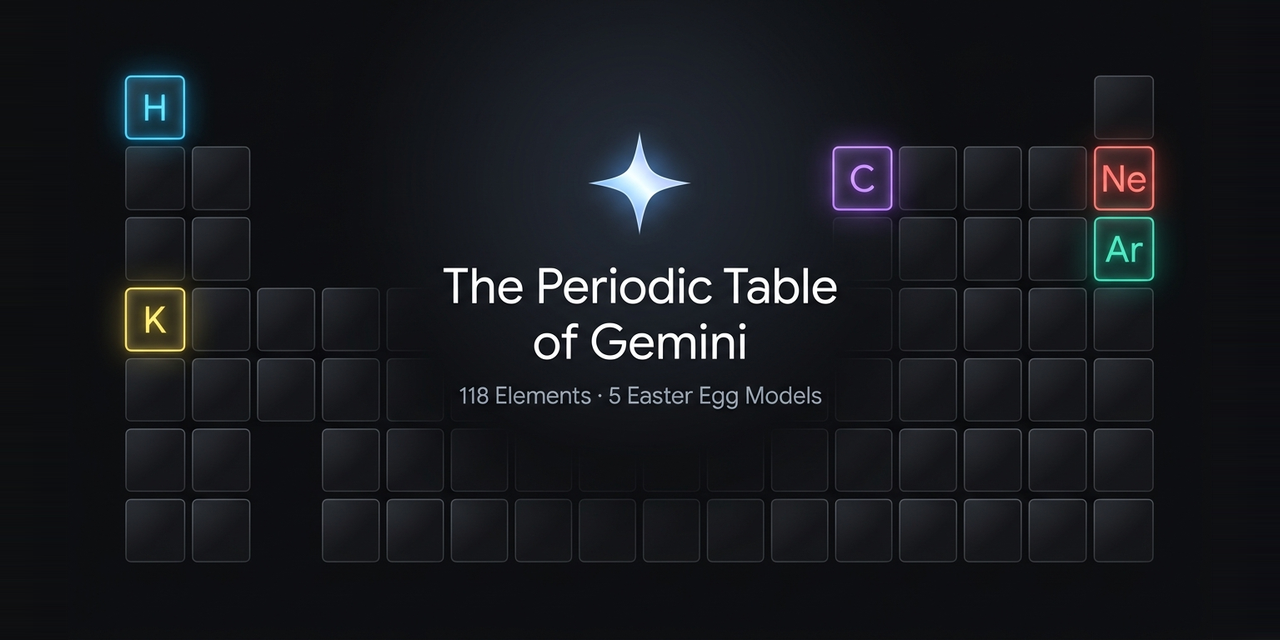 H
C
Ne
Ar
The Periodic Table
of Gemini
K
118 Elements · 5 Easter Egg Models